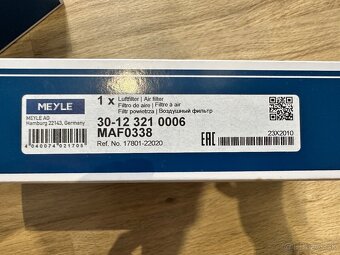 MEYLE
MEYLE AG
Hamburg 22143, Germany
4 040074 021705
1 x
Luftfilter | Air filter
Filtro de aire | Filtre à air
Filtr powietrza | Воздушный фильтр
30-12 321 0006
MAF0338
Ref. No. 17801-22020
EAC
23X2010